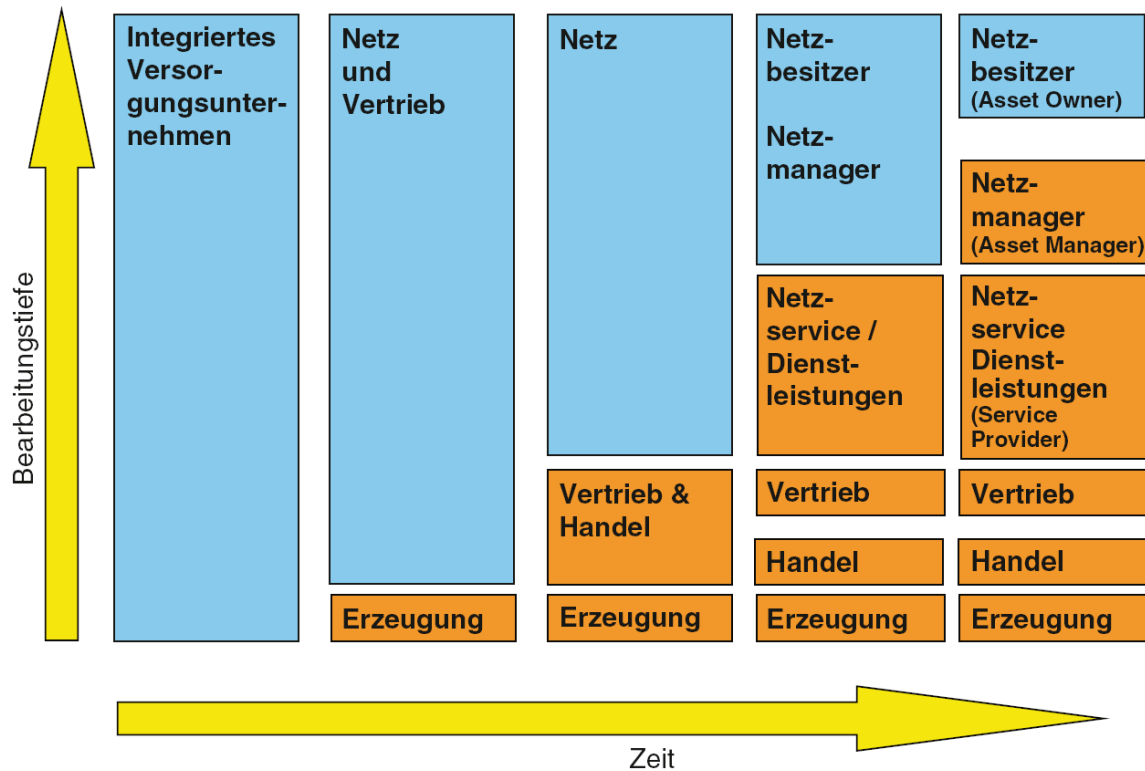 Bearbeitungstiefe
Integriertes
Versor-
gungsunter-
nehmen
Netz
und
Vertrieb
Erzeugung
Netz
Vertrieb &
Handel
Erzeugung
Netz-
besitzer
Netz-
manager
Netz-
service /
Dienst-
leistungen
Vertrieb
Handel
Erzeugung
Netz-
besitzer
(Asset Owner)
Netz-
manager
(Asset Manager)
Netz-
service
Dienst-
leistungen
(Service
Provider)
Vertrieb
Handel
Erzeugung
Zeit